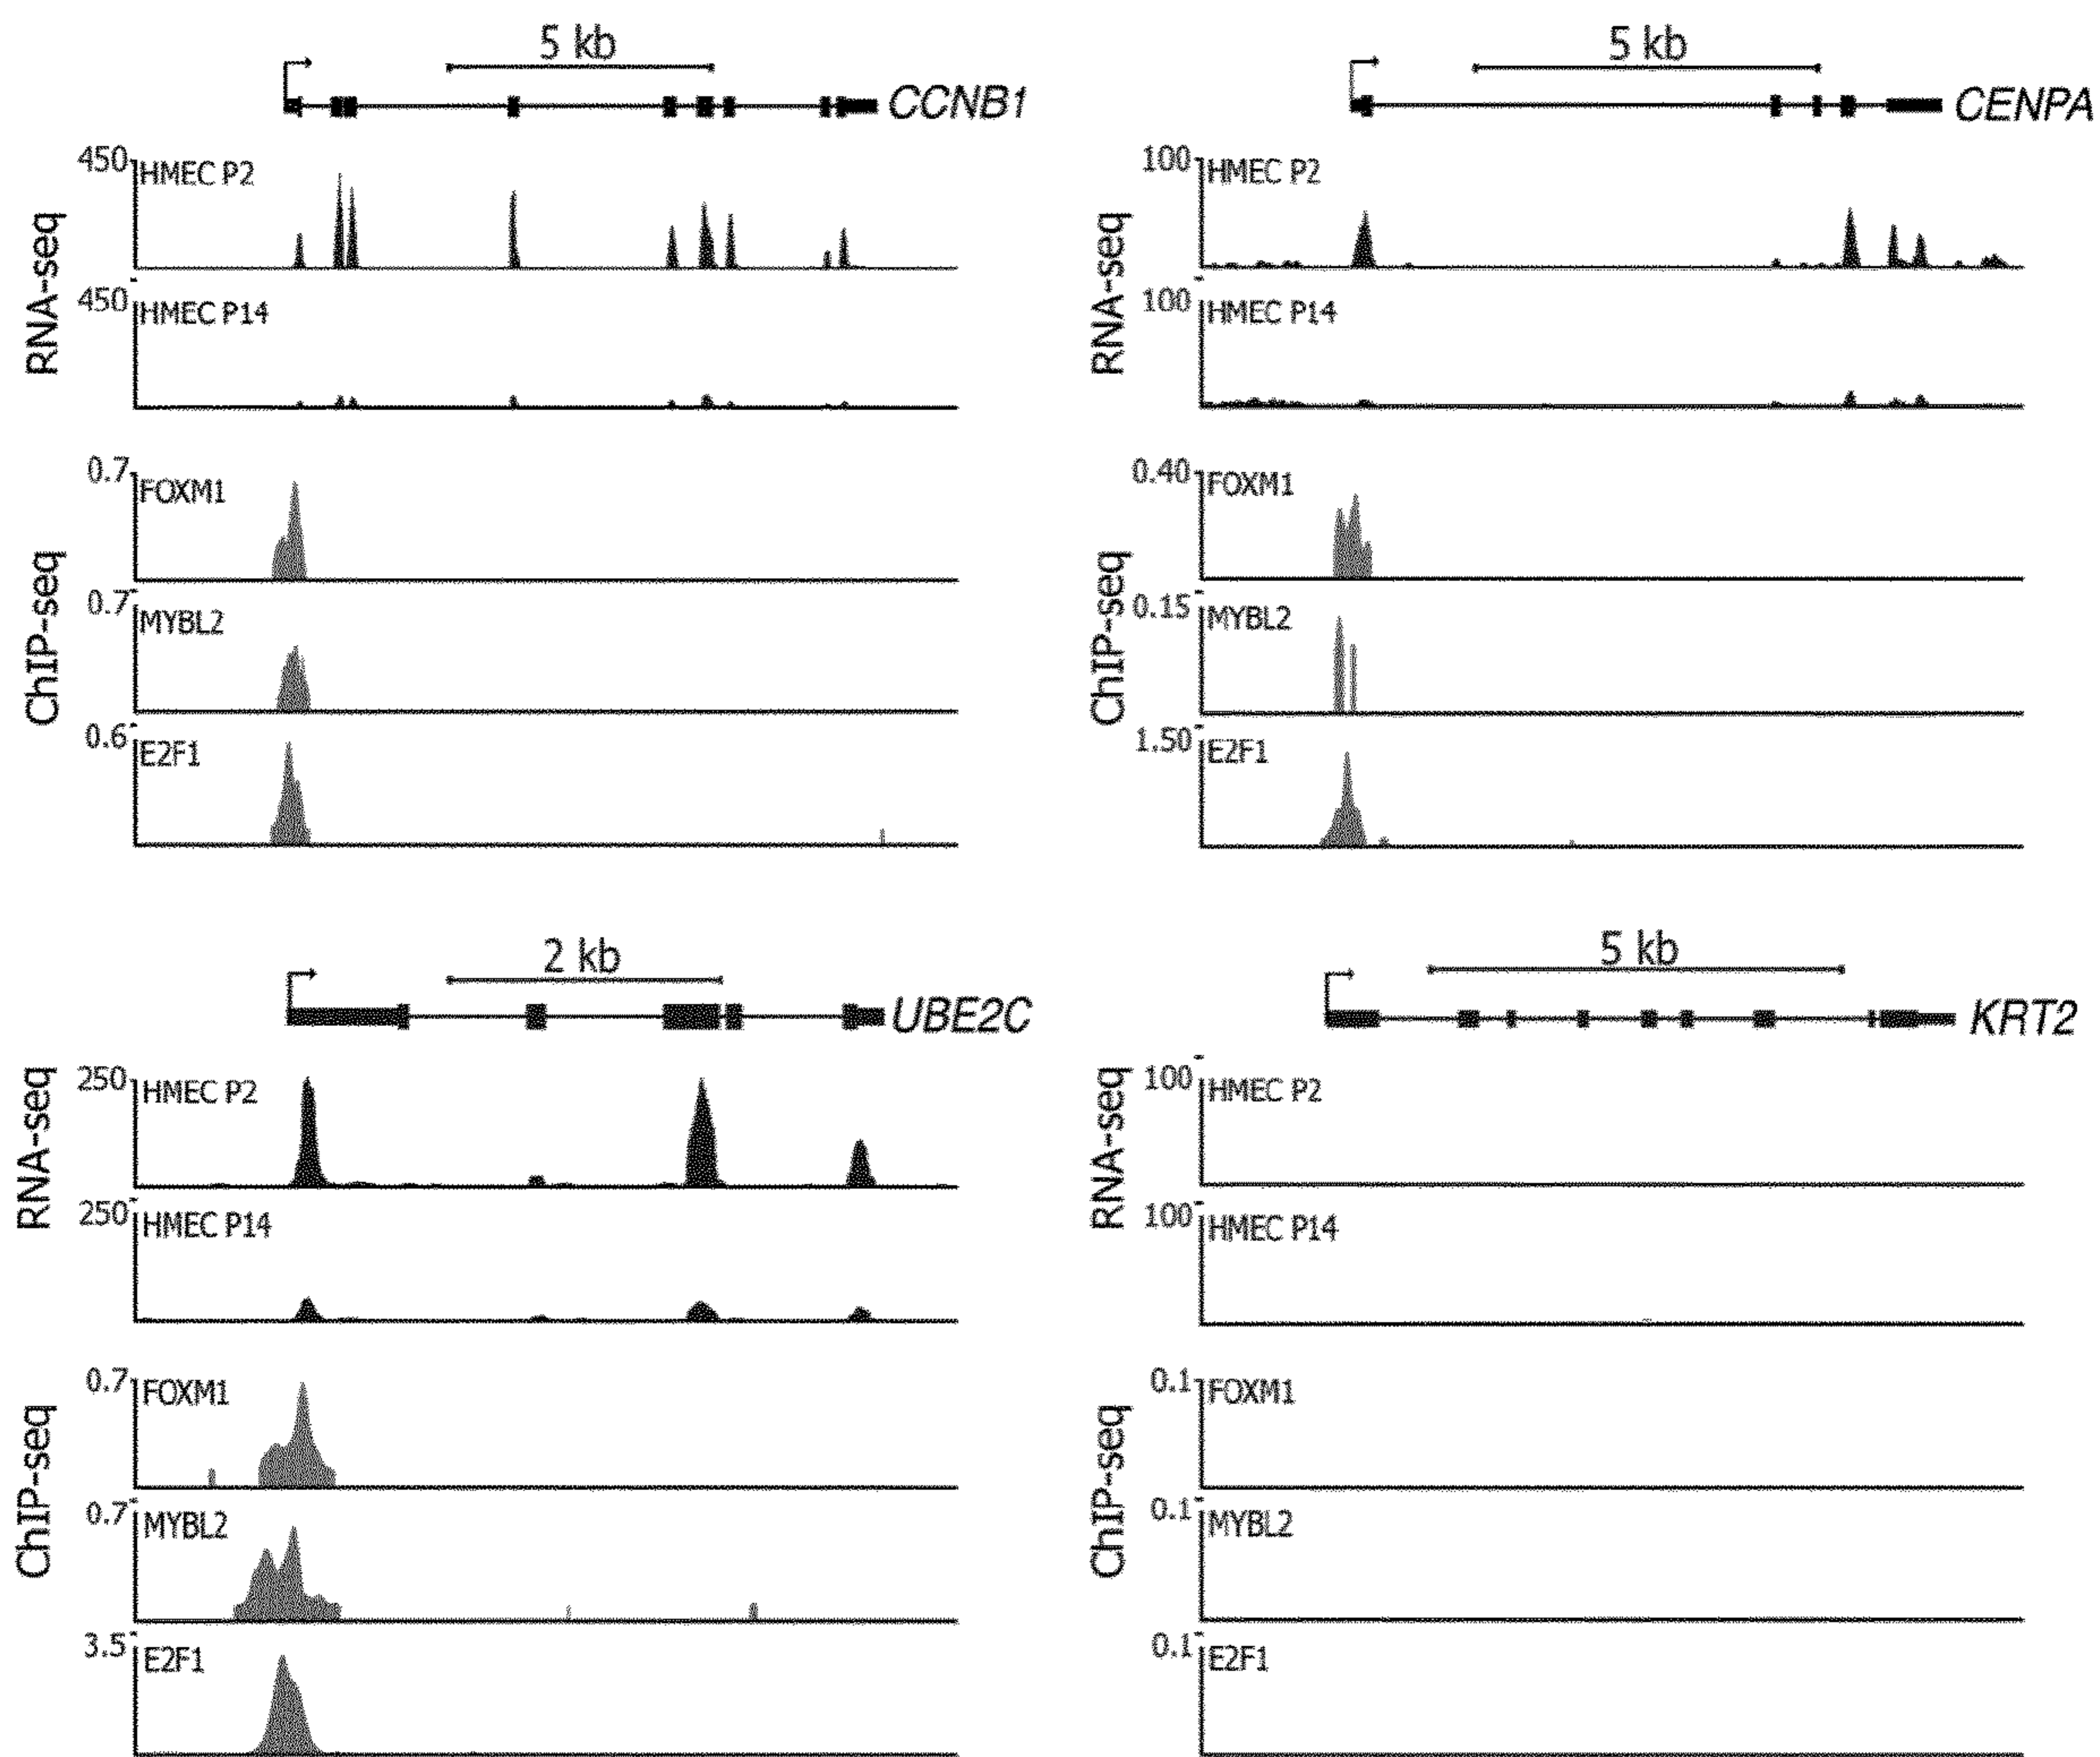 5 kb
CCNB1
RNA-seq
450
HMEC P2
450
HMEC P14
ChIP-seq
0.7
FOXM1
0.7
MYBL2
0.6
E2F1
5 kb
CENPA
RNA-seq
100
HMEC P2
100
HMEC P14
ChIP-seq
0.40
FOXM1
0.15
MYBL2
1.50
E2F1
2 kb
UBE2C
RNA-seq
250
HMEC P2
250
HMEC P14
ChIP-seq
0.7
FOXM1
0.7
MYBL2
3.5
E2F1
5 kb
KRT2
RNA-seq
100
HMEC P2
100
HMEC P14
ChIP-seq
0.1
FOXM1
0.1
MYBL2
0.1
E2F1